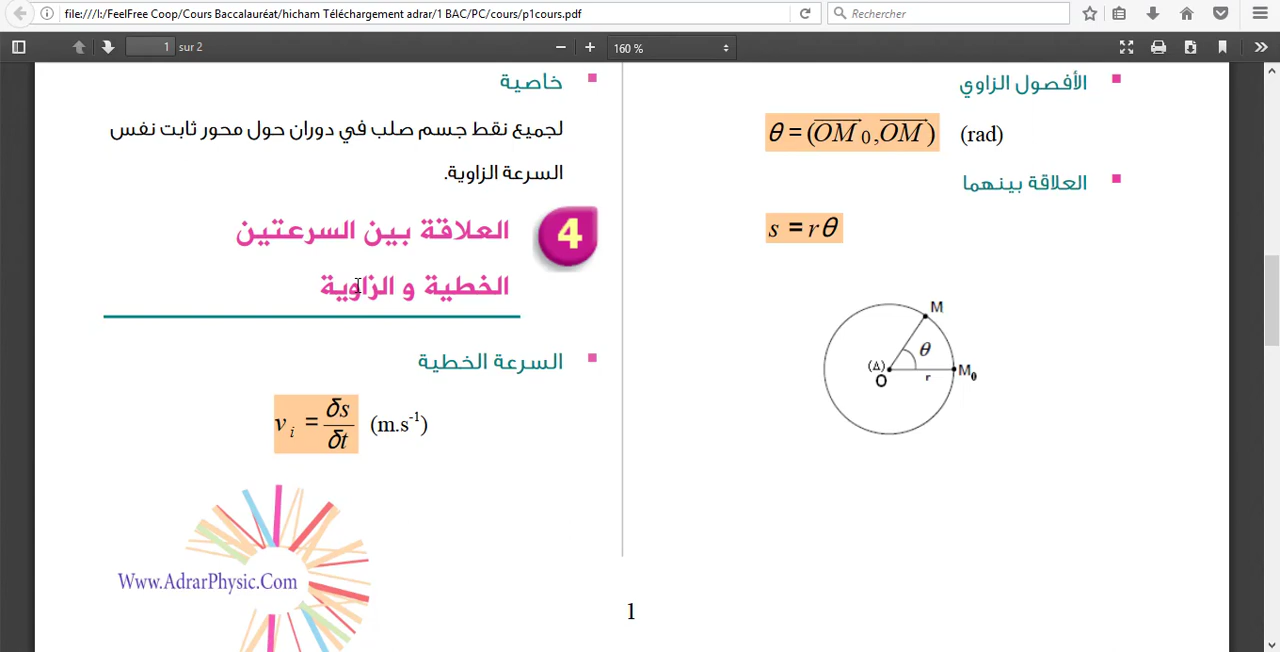 file:///I:/FeelFree Coop/Cours Baccalauréat/hicham Téléchargement adrar/1 BAC/PC/cours/p1cours.pdf
Rechercher
1 sur 2
160 %
الأفصول الزاوي
θ = (OM₀, OM) (rad)
العلاقة بينهما
s = rθ
M
θ
(Δ)
O
r
M₀
خاصية
لجميع نقط جسم صلب في دوران حول محور ثابت نفس
السرعة الزاوية.
4
العلاقة بين السرعتين
الخطية و الزاوية
السرعة الخطية
v i = δs/δt (m.s⁻¹)
Www.AdrarPhysic.Com
1